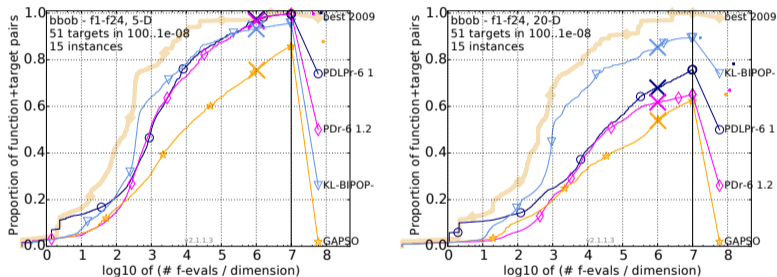 bbob - f1-f24, 5-D
51 targets in 100..1e-08
15 instances
best 2009
PDLPr-6 1
PDr-6 1.2
KL-BIPOP-
GAPSO
v2.1.1.3
Proportion of function+target pairs
1.0
0.8
0.6
0.4
0.2
0.0
0 1 2 3 4 5 6 7 8
log10 of (# f-evals / dimension)
bbob - f1-f24, 20-D
51 targets in 100..1e-08
15 instances
best 2009
KL-BIPOP-
PDLPr-6 1
PDr-6 1.2
GAPSO
v2.1.1.3
Proportion of function+target pairs
1.0
0.8
0.6
0.4
0.2
0.0
0 1 2 3 4 5 6 7 8
log10 of (# f-evals / dimension)